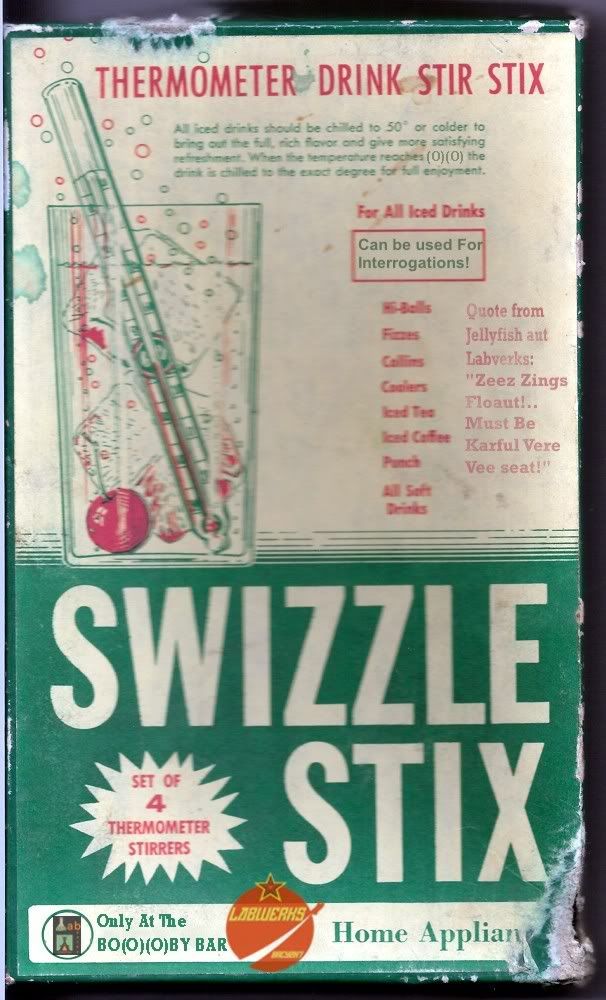 THERMOMETER DRINK STIR STIX
All iced drinks should be chilled to 50° or colder to
bring out the full, rich flavor and give more satisfying
refreshment. When the temperature reaches (O)(O) the
drink is chilled to the exact degree for full enjoyment.
For All Iced Drinks
Can be used For
Interrogations!
Hi-Balls
Fizzes
Collins
Coolers
Iced Tea
Iced Coffee
Punch
All Soft
Drinks
Quote from
Jellyfish aut
Labverks:
"Zeez Zings
Floaut!..
Must Be
Karful Vere
Vee seat!"
SWIZZLE
STIX
SET OF
4
THERMOMETER
STIRRERS
Lab
Only At The
BO(O)(O)BY BAR
LABWERKS
Home Applian